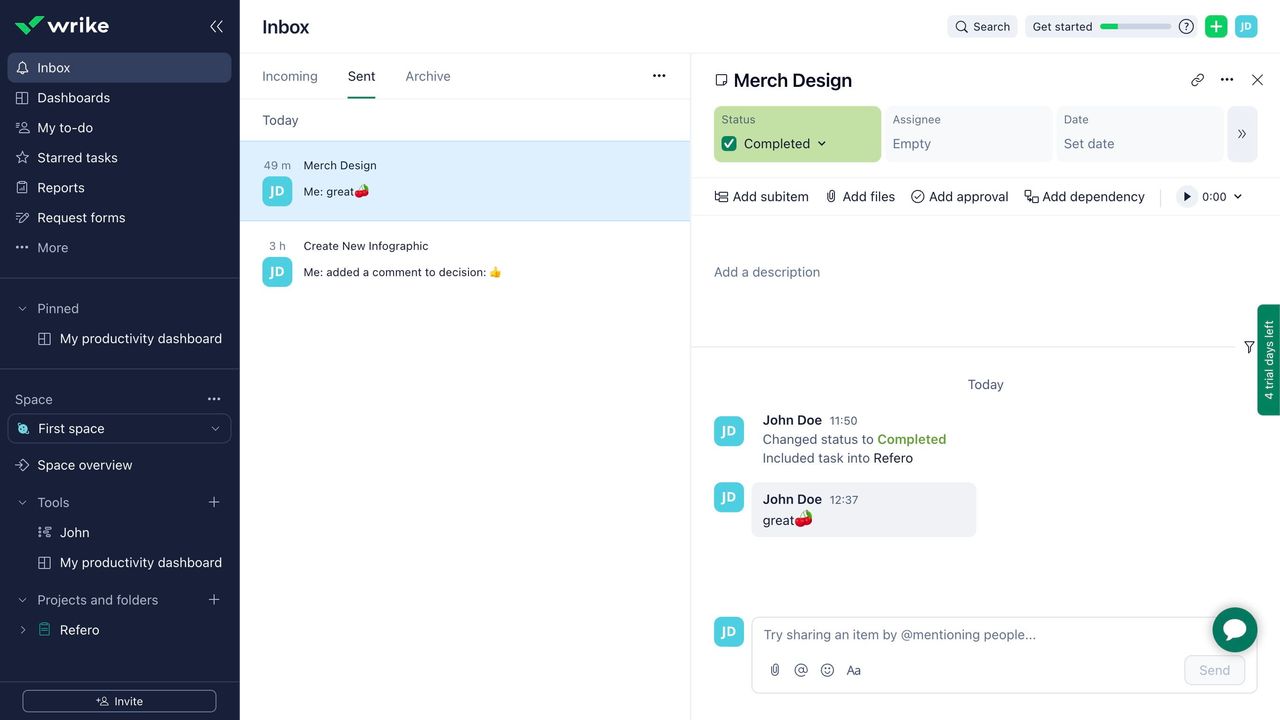 wrike
Inbox
Dashboards
My to-do
Starred tasks
Reports
Request forms
More
Pinned
My productivity dashboard
Space
First space
Space overview
Tools
John
My productivity dashboard
Projects and folders
Refero
Invite
Inbox
Search
Get started
?
JD
Incoming Sent Archive
Today
49 m Merch Design
JD Me: great🍒
3 h Create New Infographic
JD Me: added a comment to decision: 👍
Merch Design
Status Assignee Date
Completed Empty Set date
Add subitem Add files Add approval Add dependency 0:00
Add a description
4 trial days left
Today
JD
John Doe 11:50
Changed status to Completed
Included task into Refero
JD
John Doe 12:37
great🍒
JD
Try sharing an item by @mentioning people...
Aa
Send